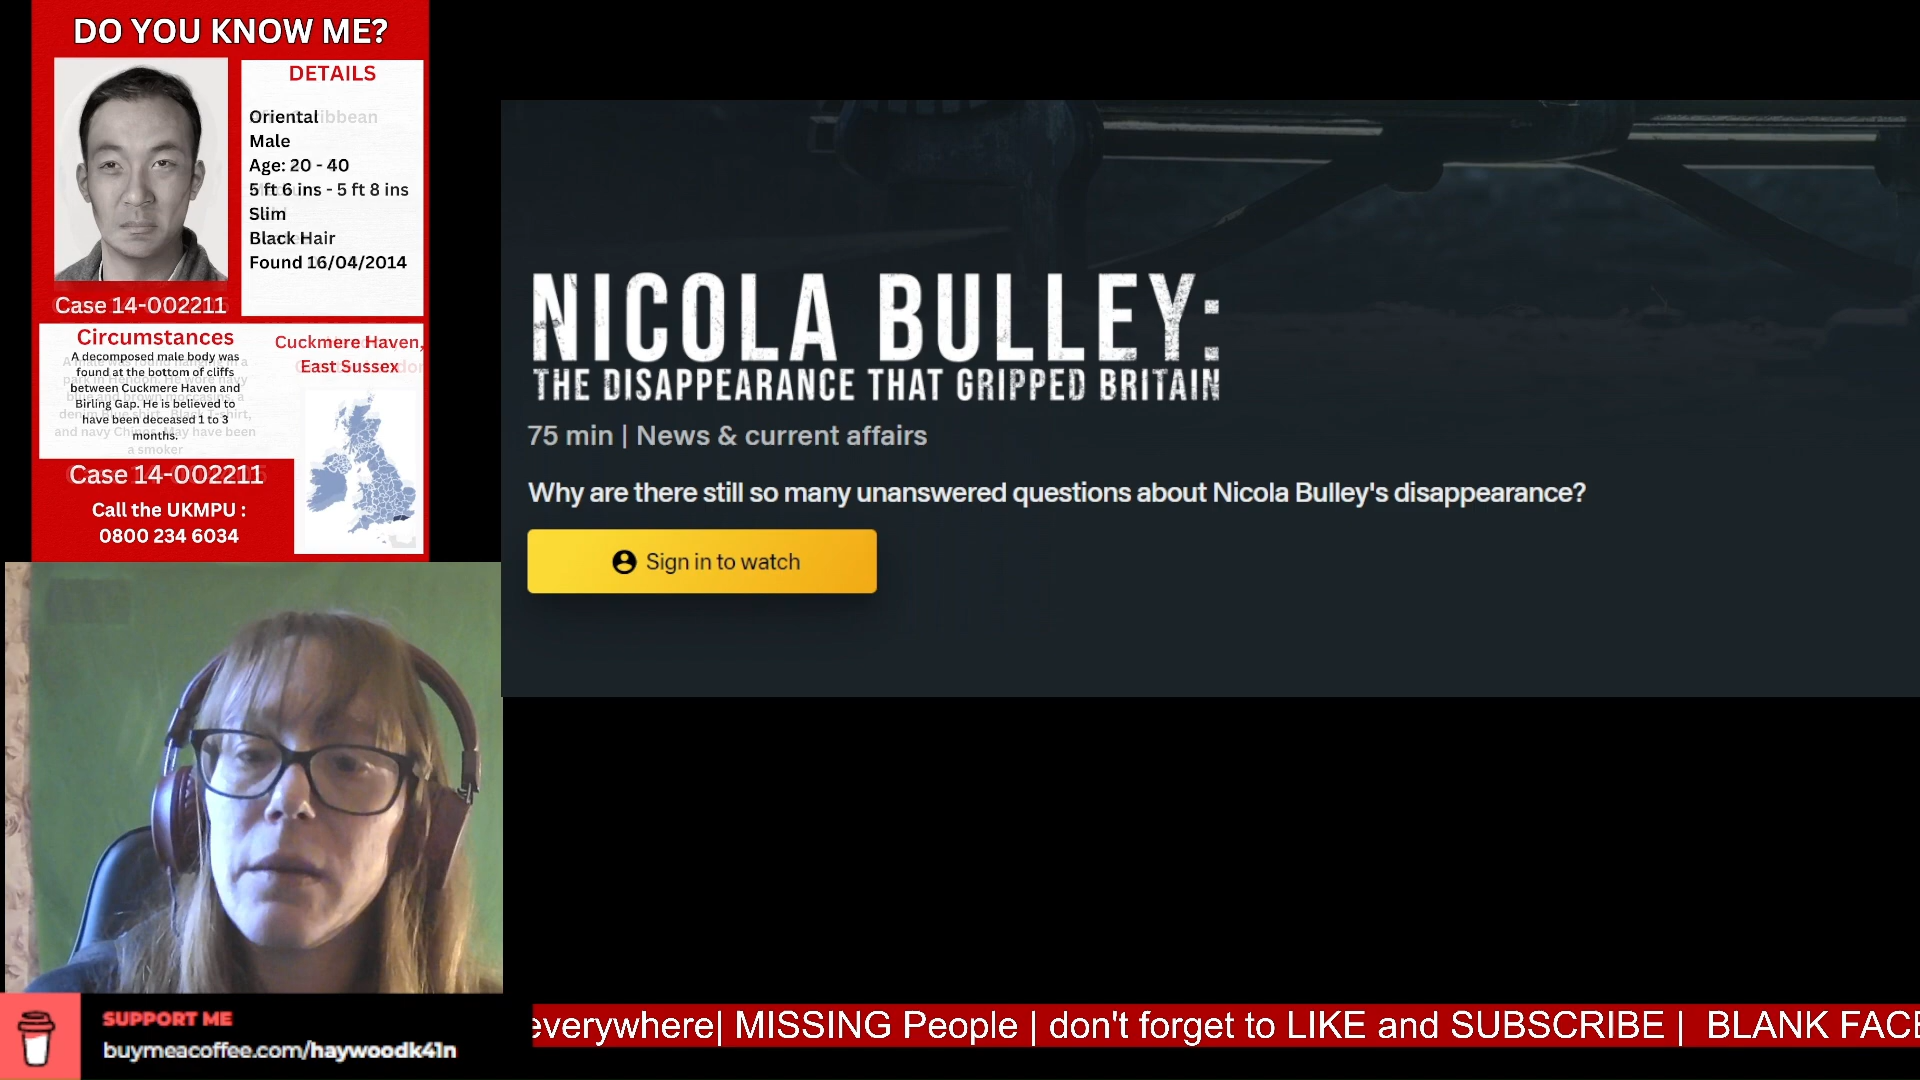 DO YOU KNOW ME?
DETAILS
Oriental
Male
Age: 20 - 40
5 ft 6 ins - 5 ft 8 ins
Slim
Black Hair
Found 16/04/2014
Case 14-002211
Circumstances
A decomposed male body was
found at the bottom of cliffs
between Cuckmere Haven and
Birling Gap. He is believed to
have been deceased 1 to 3
months.
Cuckmere Haven,
East Sussex
Case 14-002211
Call the UKMPU :
0800 234 6034
NICOLA BULLEY:
THE DISAPPEARANCE THAT GRIPPED BRITAIN
75 min | News & current affairs
Why are there still so many unanswered questions about Nicola Bulley's disappearance?
Sign in to watch
SUPPORT ME
buymeacoffee.com/haywoodk41n
everywhere| MISSING People | don't forget to LIKE and SUBSCRIBE | BLANK FACE